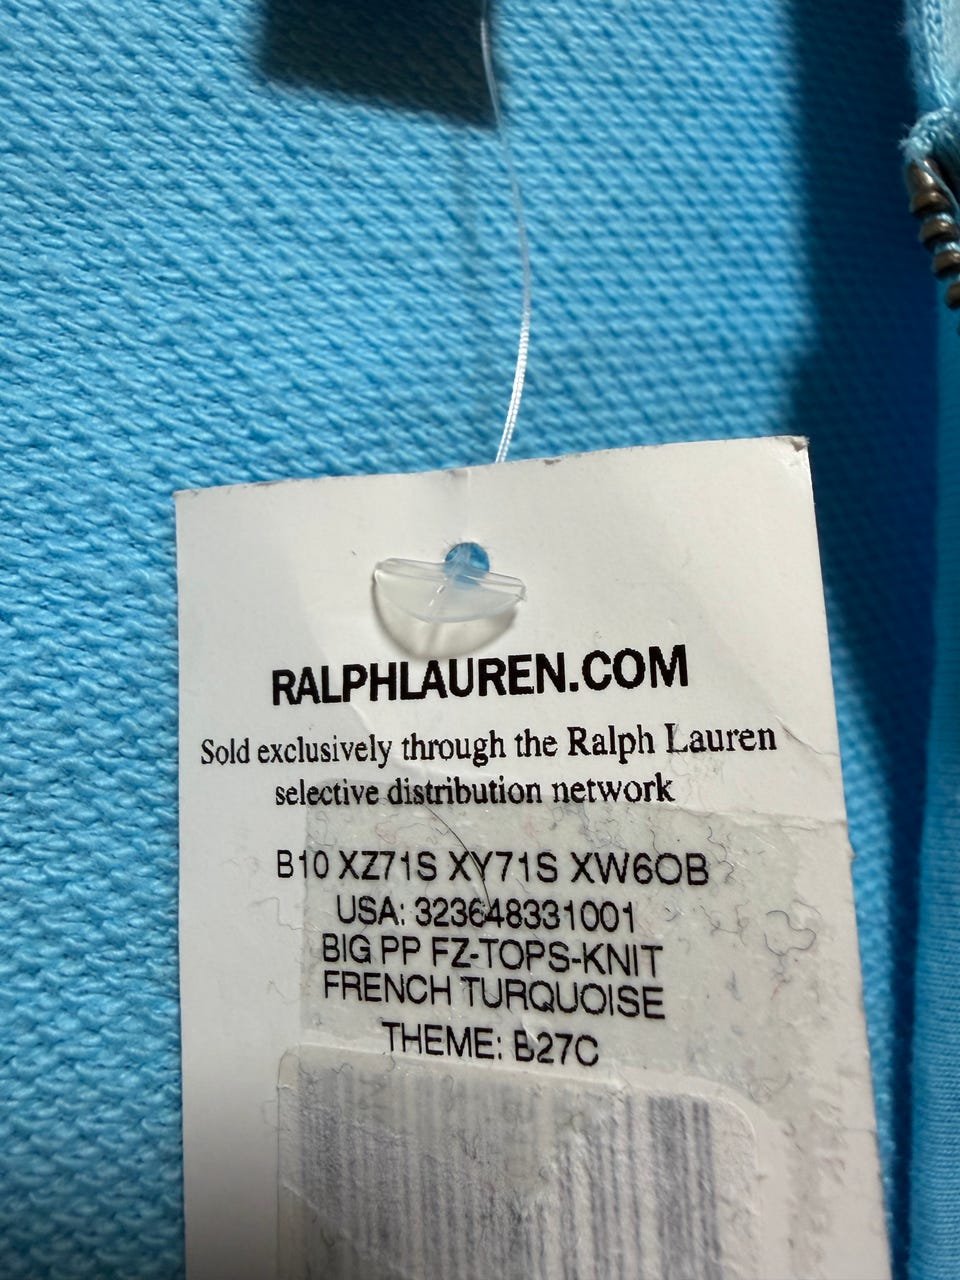 RALPHLAUREN.COM
Sold exclusively through the Ralph Lauren
selective distribution network
B10 XZ71S XY71S XW6OB
USA: 323648331001
BIG PP FZ-TOPS-KNIT
FRENCH TURQUOISE
THEME: B27C